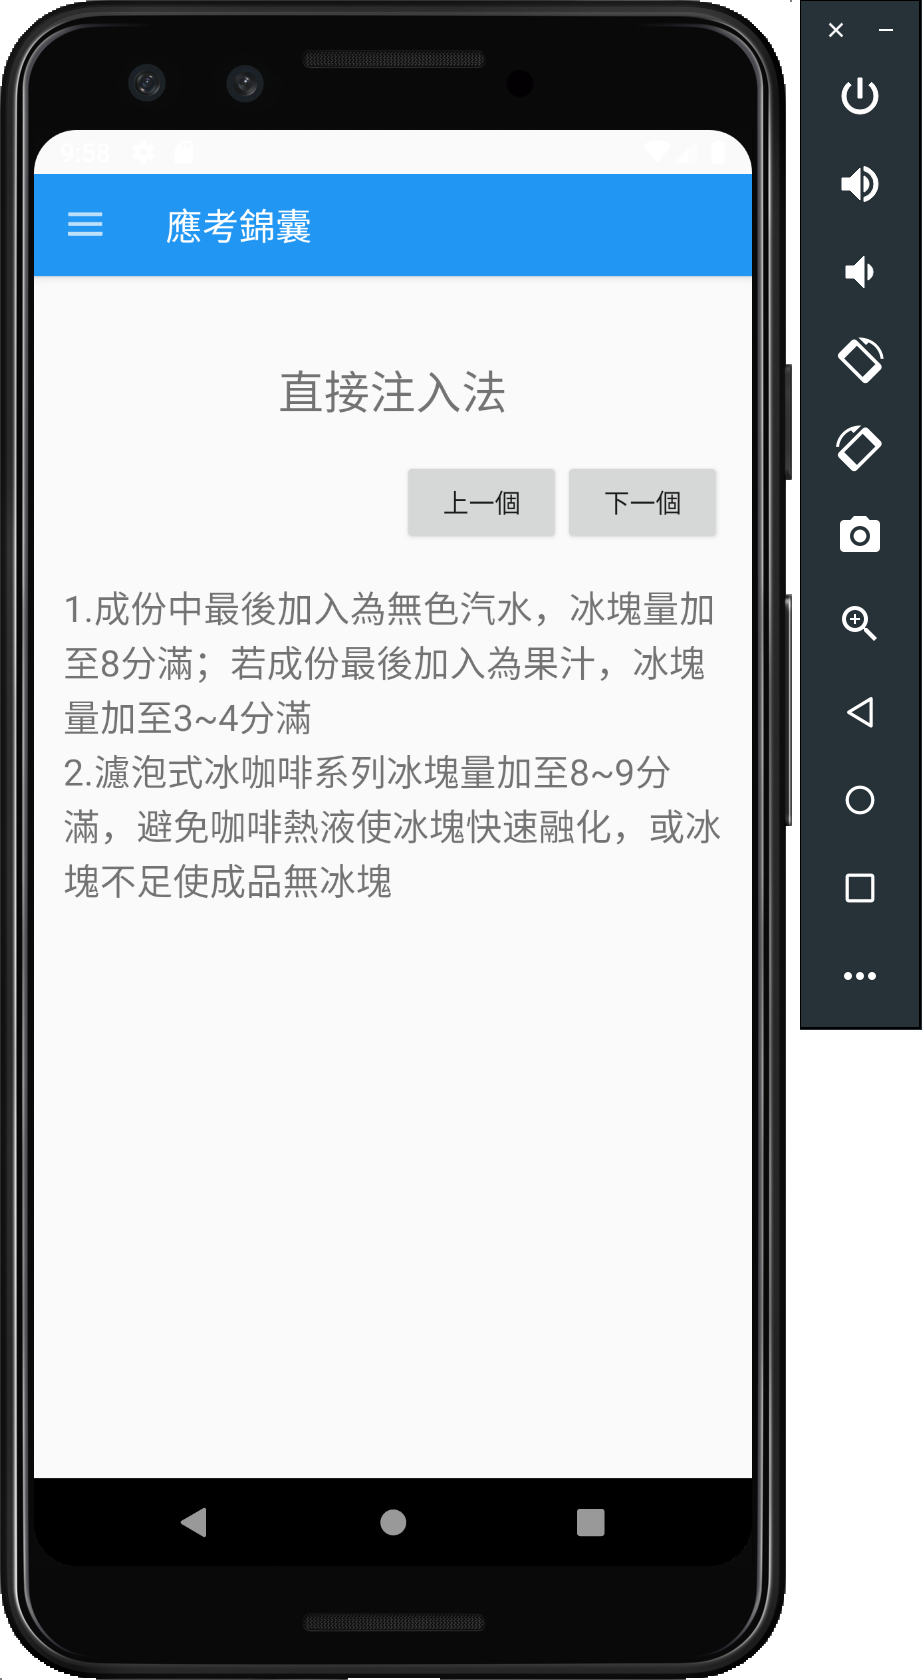 9:58
應考錦囊
直接注入法
上一個
下一個
1.成份中最後加入為無色汽水，冰塊量加
至8分滿；若成份最後加入為果汁，冰塊
量加至3~4分滿
2.濾泡式冰咖啡系列冰塊量加至8~9分
滿，避免咖啡熱液使冰塊快速融化，或冰
塊不足使成品無冰塊